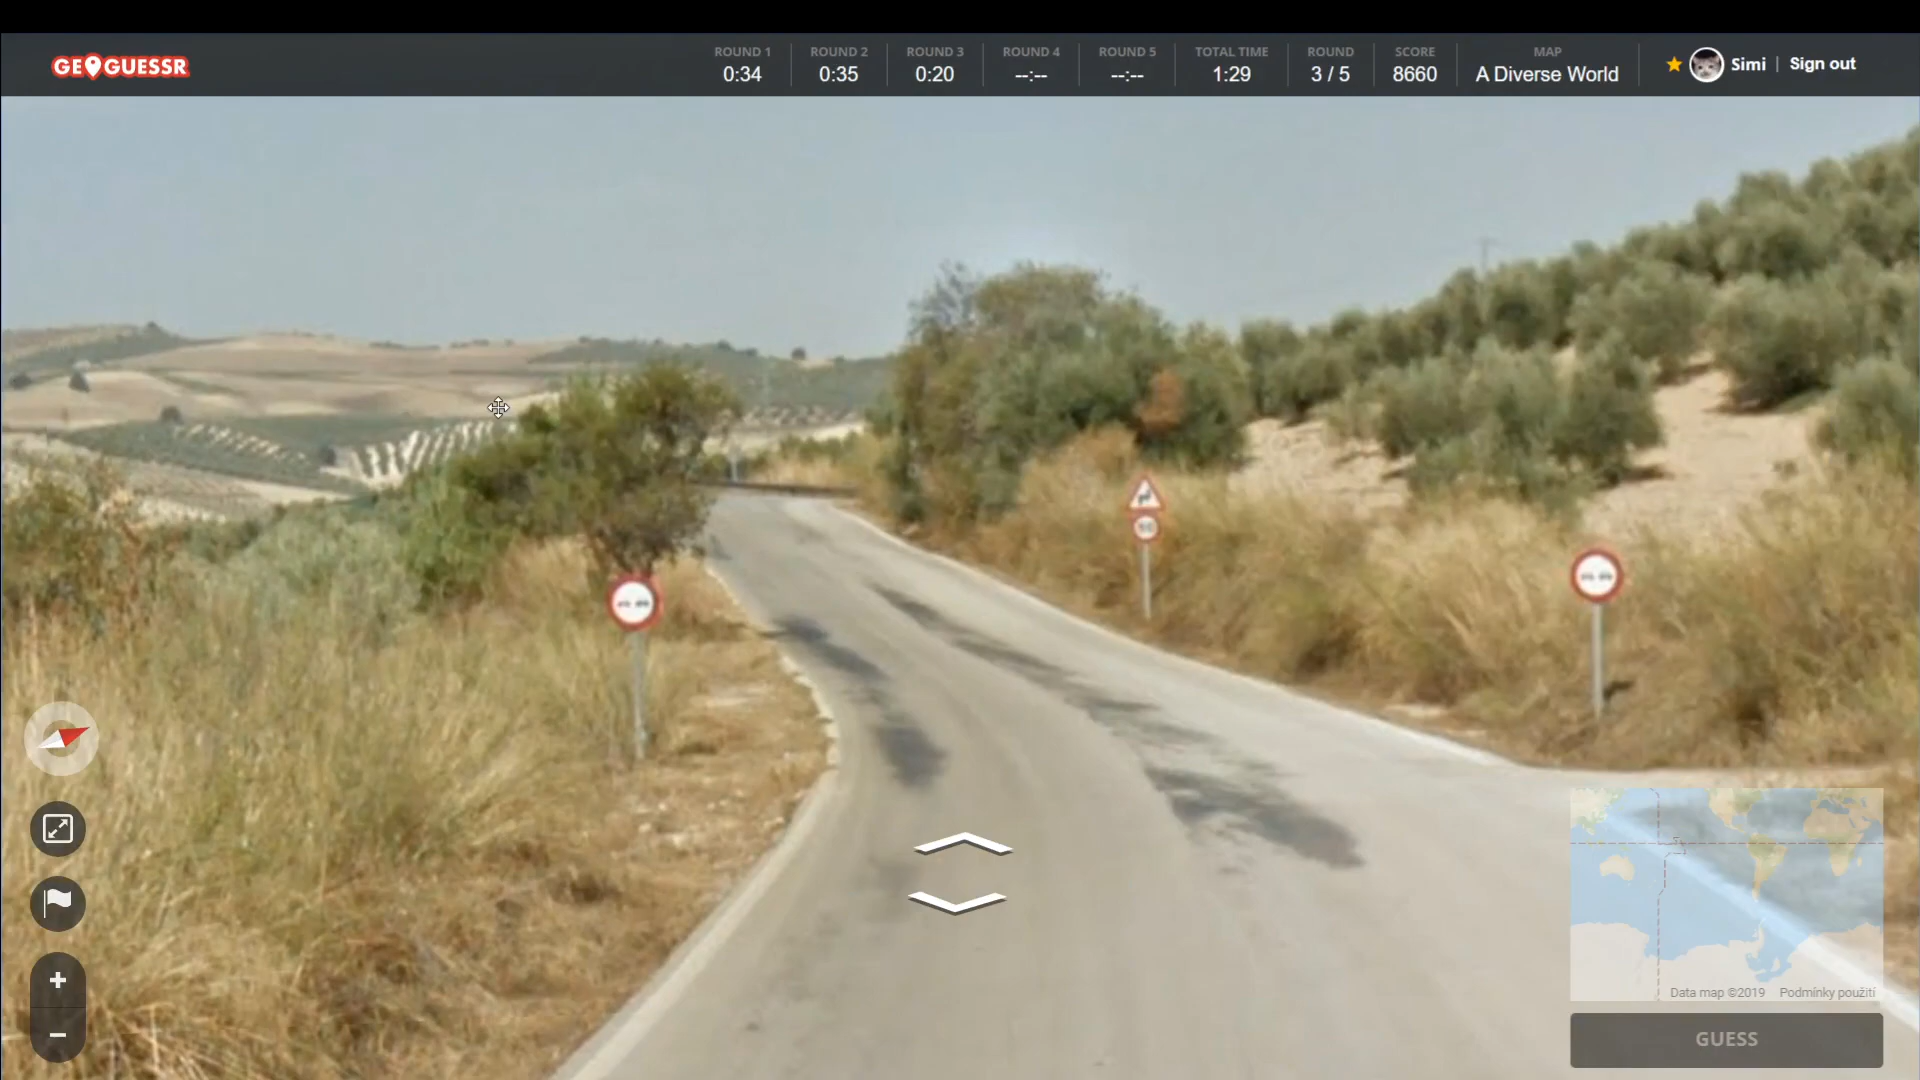 GEOGUESSR
ROUND 1
0:34
ROUND 2
0:35
ROUND 3
0:20
ROUND 4
--:--
ROUND 5
--:--
TOTAL TIME
1:29
ROUND
3 / 5
SCORE
8660
MAP
A Diverse World
Simi | Sign out
Data map ©2019 Podmínky použití
GUESS